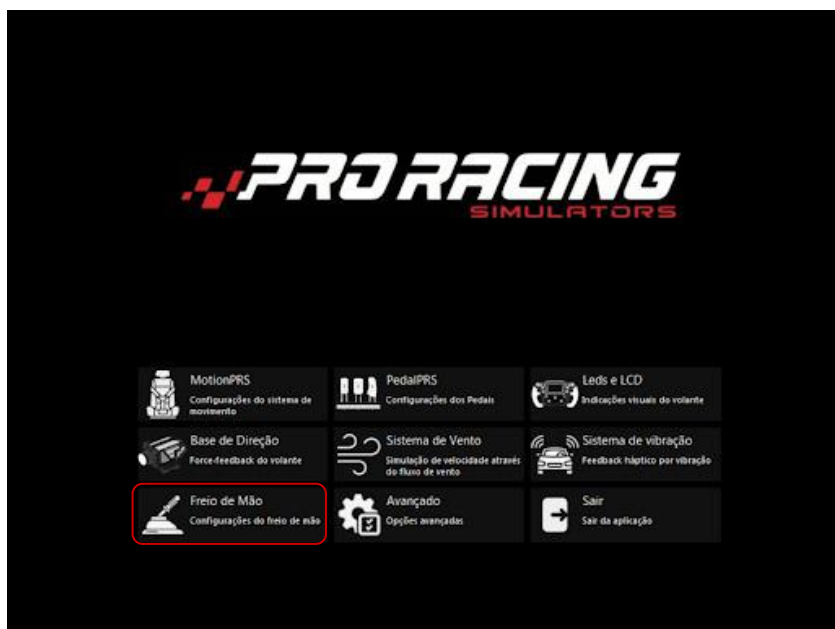 PRO RACING
SIMULATORS
MotionPRS
Configurações do sistema de
movimento
PedalPRS
Configurações dos Pedais
Leds e LCD
Indicações visuais do volante
Base de Direção
Force-feedback do volante
Sistema de Vento
Simulação de velocidade através
do fluxo de vento
Sistema de vibração
Feedback háptico por vibração
Freio de Mão
Configurações do freio de mão
Avançado
Opções avançadas
Sair
Sair da aplicação